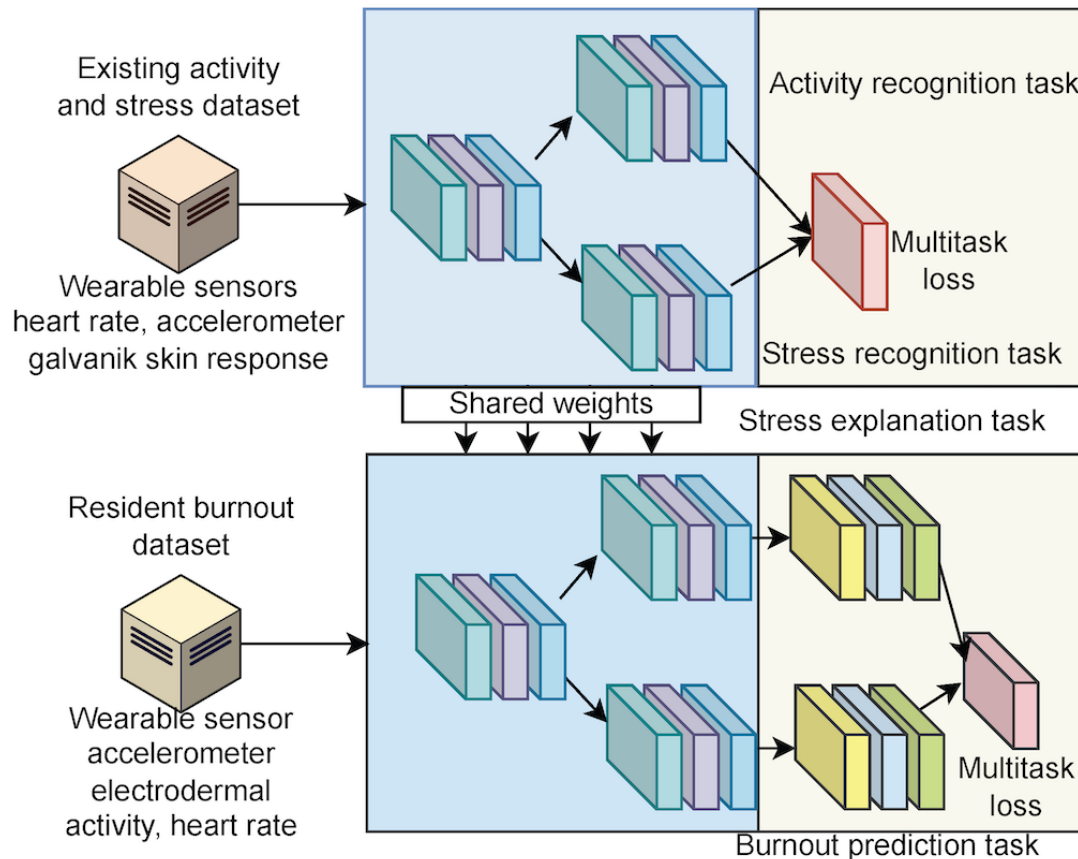 Existing activity
and stress dataset
Wearable sensors
heart rate, accelerometer
galvanik skin response
Activity recognition task
Multitask
loss
Stress recognition task
Shared weights
Stress explanation task
Resident burnout
dataset
Wearable sensor
accelerometer
electrodermal
activity, heart rate
Multitask
loss
Burnout prediction task